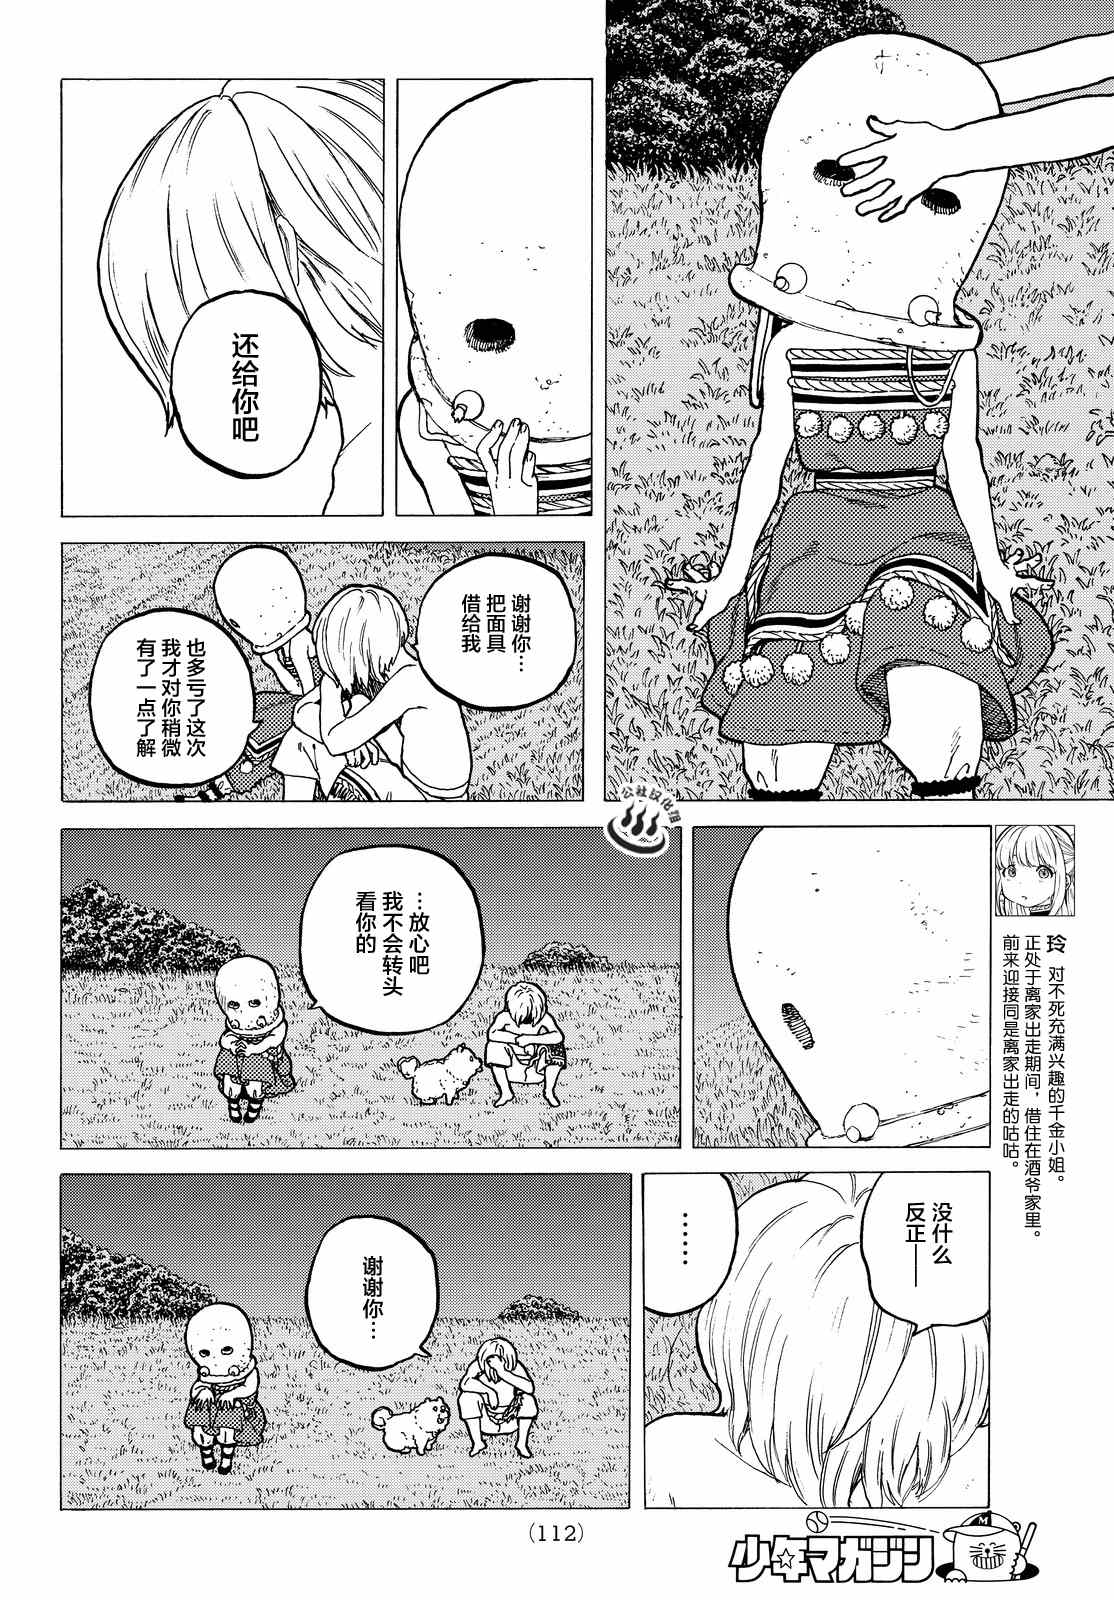 还给你吧
谢谢你…
把面具
借给我
也多亏了这次
我才对你稍微
有了一点了解
公社汉化组
…放心吧
我不会转头
看你的
玲 对不死充满兴趣的千金小姐。
正处于离家出走期间，借住在酒爷家里。
前来迎接同是离家出走的咕咕。
没什么
反正——
……
谢谢你…
(112)
少年マガジン
M